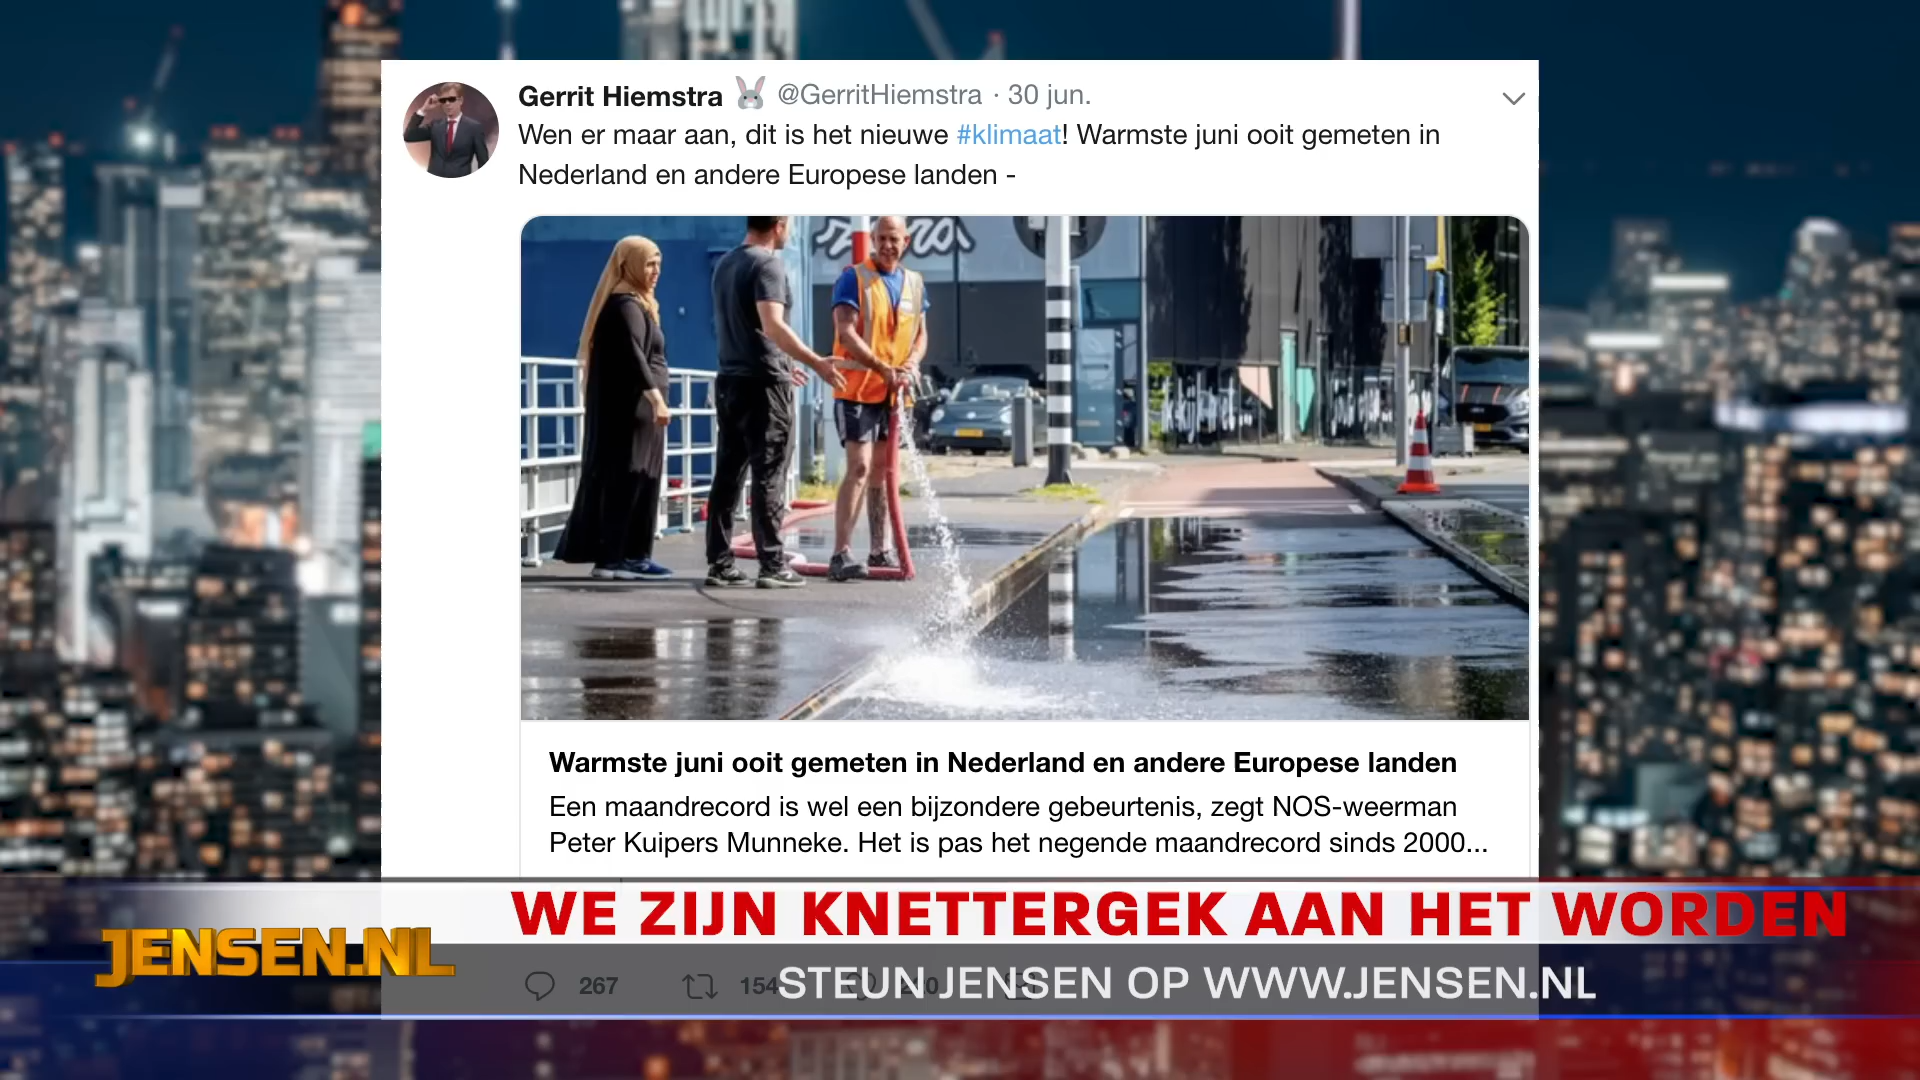 Gerrit Hiemstra @GerritHiemstra · 30 jun.
Wen er maar aan, dit is het nieuwe #klimaat! Warmste juni ooit gemeten in
Nederland en andere Europese landen -
Warmste juni ooit gemeten in Nederland en andere Europese landen
Een maandrecord is wel een bijzondere gebeurtenis, zegt NOS-weerman
Peter Kuipers Munneke. Het is pas het negende maandrecord sinds 2000...
WE ZIJN KNETTERGEK AAN HET WORDEN
JENSEN.NL
267 154
STEUN JENSEN OP WWW.JENSEN.NL